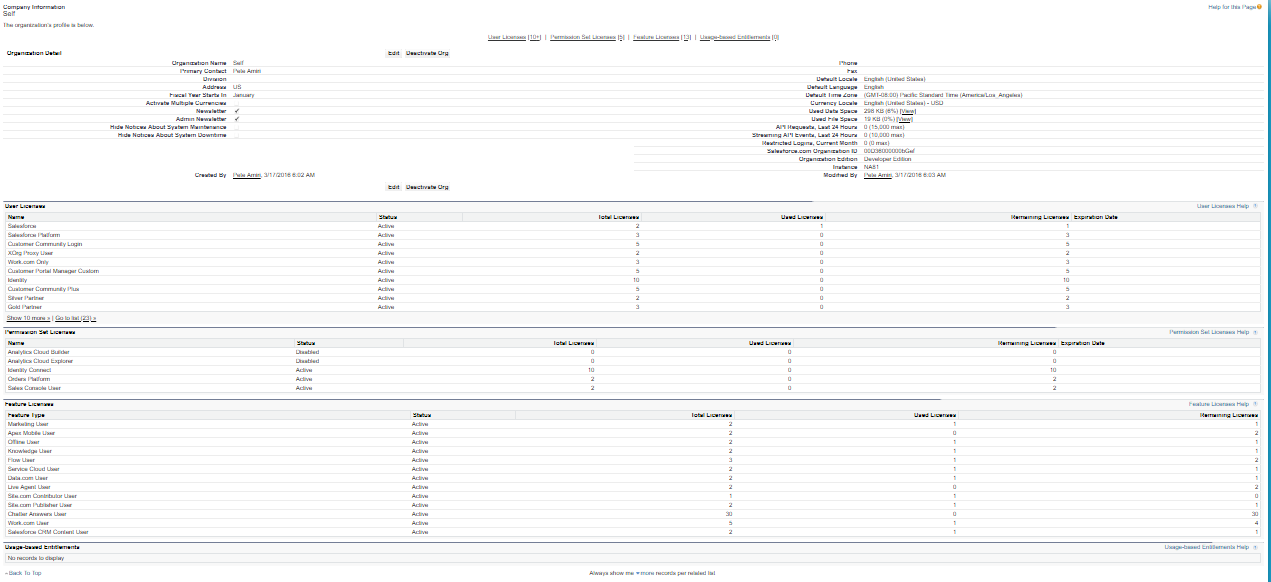 Company Information
Self
Help for this Page
The organization's profile is below.
User Licenses [10+] | Permission Set Licenses [5] | Feature Licenses [13] | Usage-based Entitlements [0]
Organization Detail
Edit Deactivate Org
Organization Name Self
Phone
Primary Contact Pete Amiri
Fax
Division
Default Locale English (United States)
Address US
Default Language English
Fiscal Year Starts In January
Default Time Zone (GMT-08:00) Pacific Standard Time (America/Los_Angeles)
Activate Multiple Currencies
Currency Locale English (United States) - USD
Newsletter ✓
Used Data Space 298 KB (6%) [View]
Admin Newsletter ✓
Used File Space 19 KB (0%) [View]
Hide Notices About System Maintenance
API Requests, Last 24 Hours 0 (15,000 max)
Hide Notices About System Downtime
Streaming API Events, Last 24 Hours 0 (10,000 max)
Restricted Logins, Current Month 0 (0 max)
Salesforce.com Organization ID
Organization Edition Developer Edition
Instance
Created By Pete Amiri, 3/17/2016 6:02 AM
Modified By Pete Amiri, 3/17/2016 6:03 AM
Edit Deactivate Org
User Licenses
User Licenses Help
Name Status Total Licenses Used Licenses Remaining Licenses Expiration Date
Salesforce Active 2 1 1
Salesforce Platform Active 3 0 3
Customer Community Login Active 5 0 5
XOrg Proxy User Active 2 0 2
Work.com Only Active 3 0 3
Customer Portal Manager Custom Active 5 0 5
Identity Active 10 0 10
Customer Community Plus Active 5 0 5
Silver Partner Active 2 0 2
Gold Partner Active 3 0 3
Show 10 more » | Go to list (23) »
Permission Set Licenses
Permission Set Licenses Help
Name Status Total Licenses Used Licenses Remaining Licenses Expiration Date
Analytics Cloud Builder Disabled 0 0 0
Analytics Cloud Explorer Disabled 0 0 0
Identity Connect Active 10 0 10
Orders Platform Active 2 0 2
Sales Console User Active 2 0 2
Feature Licenses
Feature Licenses Help
Feature Type Status Total Licenses Used Licenses Remaining Licenses
Marketing User Active 2 1 1
Apex Mobile User Active 2 0 2
Offline User Active 2 1 1
Knowledge User Active 2 1 1
Flow User Active 3 1 2
Service Cloud User Active 2 1 1
Data.com User Active 2 1 1
Live Agent User Active 2 0 2
Site.com Contributor User Active 1 1 0
Site.com Publisher User Active 2 1 1
Chatter Answers User Active 30 0 30
Work.com User Active 5 1 4
Salesforce CRM Content User Active 2 1 1
Usage-based Entitlements
Usage-based Entitlements Help
No records to display
Back To Top
Always show me more records per related list